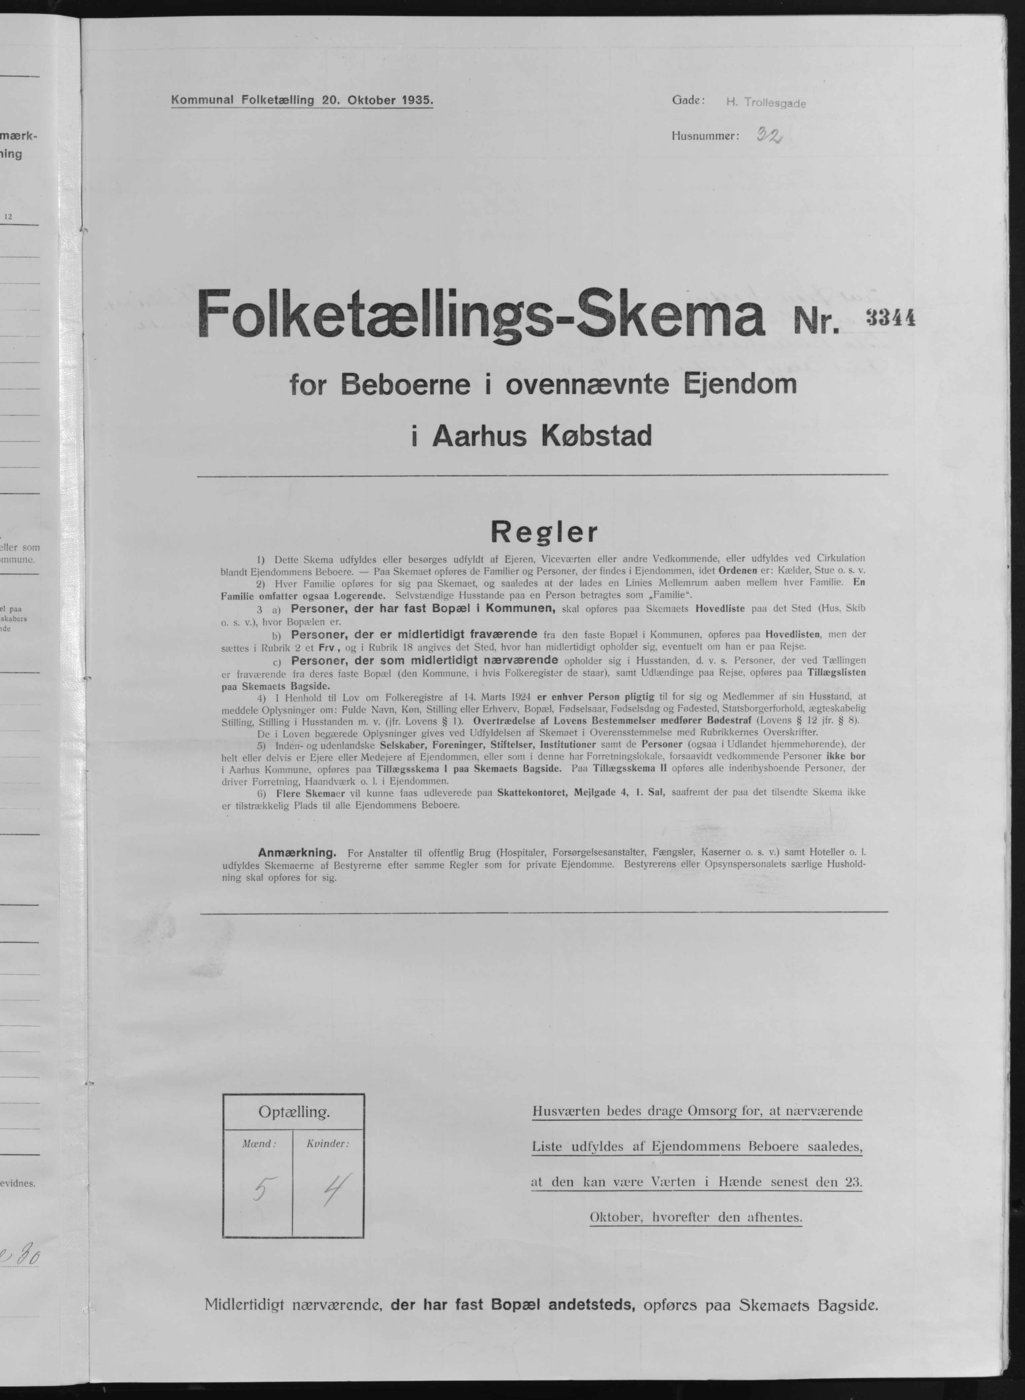 Kommunal Folketælling 20. Oktober 1935.
Gade: H. Trollesgade
Husnummer: 32
Folketællings-Skema Nr. 3344
for Beboerne i ovennævnte Ejendom
i Aarhus Købstad
Regler
1) Dette Skema udfyldes eller besørges udfyldt af Ejeren, Viceværten eller andre Vedkommende, eller udfyldes ved Cirkulation
blandt Ejendommens Beboere. — Paa Skemaet opføres de Familier og Personer, der findes i Ejendommen, idet Ordenen er: Kælder, Stue o. s. v.
2) Hver Familie opføres for sig paa Skemaet, og saaledes at der lades en Linies Mellemrum aaben mellem hver Familie. En
Familie omfatter ogsaa Logerende. Selvstændige Husstande paa en Person betragtes som „Familie“.
3 a) Personer, der har fast Bopæl i Kommunen, skal opføres paa Skemaets Hovedliste paa det Sted (Hus, Skib
o. s. v.), hvor Bopælen er.
b) Personer, der er midlertidigt fraværende fra den faste Bopæl i Kommunen, opføres paa Hovedlisten, men der
sættes i Rubrik 2 et Frv., og i Rubrik 18 angives det Sted, hvor han midlertidigt opholder sig, eventuelt om han er paa Rejse.
c) Personer, der som midlertidigt nærværende opholder sig i Husstanden, d. v. s. Personer, der ved Tællingen
er fraværende fra deres faste Bopæl (den Kommune, i hvis Folkeregister de staar), samt Udlændinge paa Rejse, opføres paa Tillægslisten
paa Skemaets Bagside.
4) I Henhold til Lov om Folkeregistre af 14. Marts 1924 er enhver Person pligtig til for sig og Medlemmer af sin Husstand, at
meddele Oplysninger om: Fulde Navn, Køn, Stilling eller Erhverv, Bopæl, Fødselsaar, Fødselsdag og Fødested, Statsborgerforhold, ægteskabelig
Stilling, Stilling i Husstanden m. v. (jfr. Lovens § 1). Overtrædelse af Lovens Bestemmelser medfører Bødestraf (Lovens § 12 jfr. § 8).
De i Loven begærede Oplysninger gives ved Udfyldelsen af Skemaet i Overensstemmelse med Rubrikkernes Overskrifter.
5) Inden- og udenlandske Selskaber, Foreninger, Stiftelser, Institutioner samt de Personer (ogsaa i Udlandet hjemmehørende), der
helt eller delvis er Ejere eller Medejere af Ejendommen, eller som i denne har Forretningslokale, forsaavidt vedkommende Personer ikke bor
i Aarhus Kommune, opføres paa Tillægsskema I paa Skemaets Bagside. Paa Tillægsskema II opføres alle indenbysboende Personer, der
driver Forretning, Haandværk o. l. i Ejendommen.
6) Flere Skemaer vil kunne faas udleverede paa Skattekontoret, Mejlgade 4, 1. Sal, saafremt der paa det tilsendte Skema ikke
er tilstrækkelig Plads til alle Ejendommens Beboere.
Anmærkning. For Anstalter til offentlig Brug (Hospitaler, Forsørgelsesanstalter, Fængsler, Kaserner o. s. v.) samt Hoteller o. l.
udfyldes Skemaerne af Bestyrerne efter samme Regler som for private Ejendomme. Bestyrerens eller Opsynspersonalets særlige Hushold-
ning skal opføres for sig.
Optælling.
Mænd: Kvinder:
5 4
Husværten bedes drage Omsorg for, at nærværende
Liste udfyldes af Ejendommens Beboere saaledes,
at den kan være Værten i Hænde senest den 23.
Oktober, hvorefter den afhentes.
Midlertidigt nærværende, der har fast Bopæl andetsteds, opføres paa Skemaets Bagside.